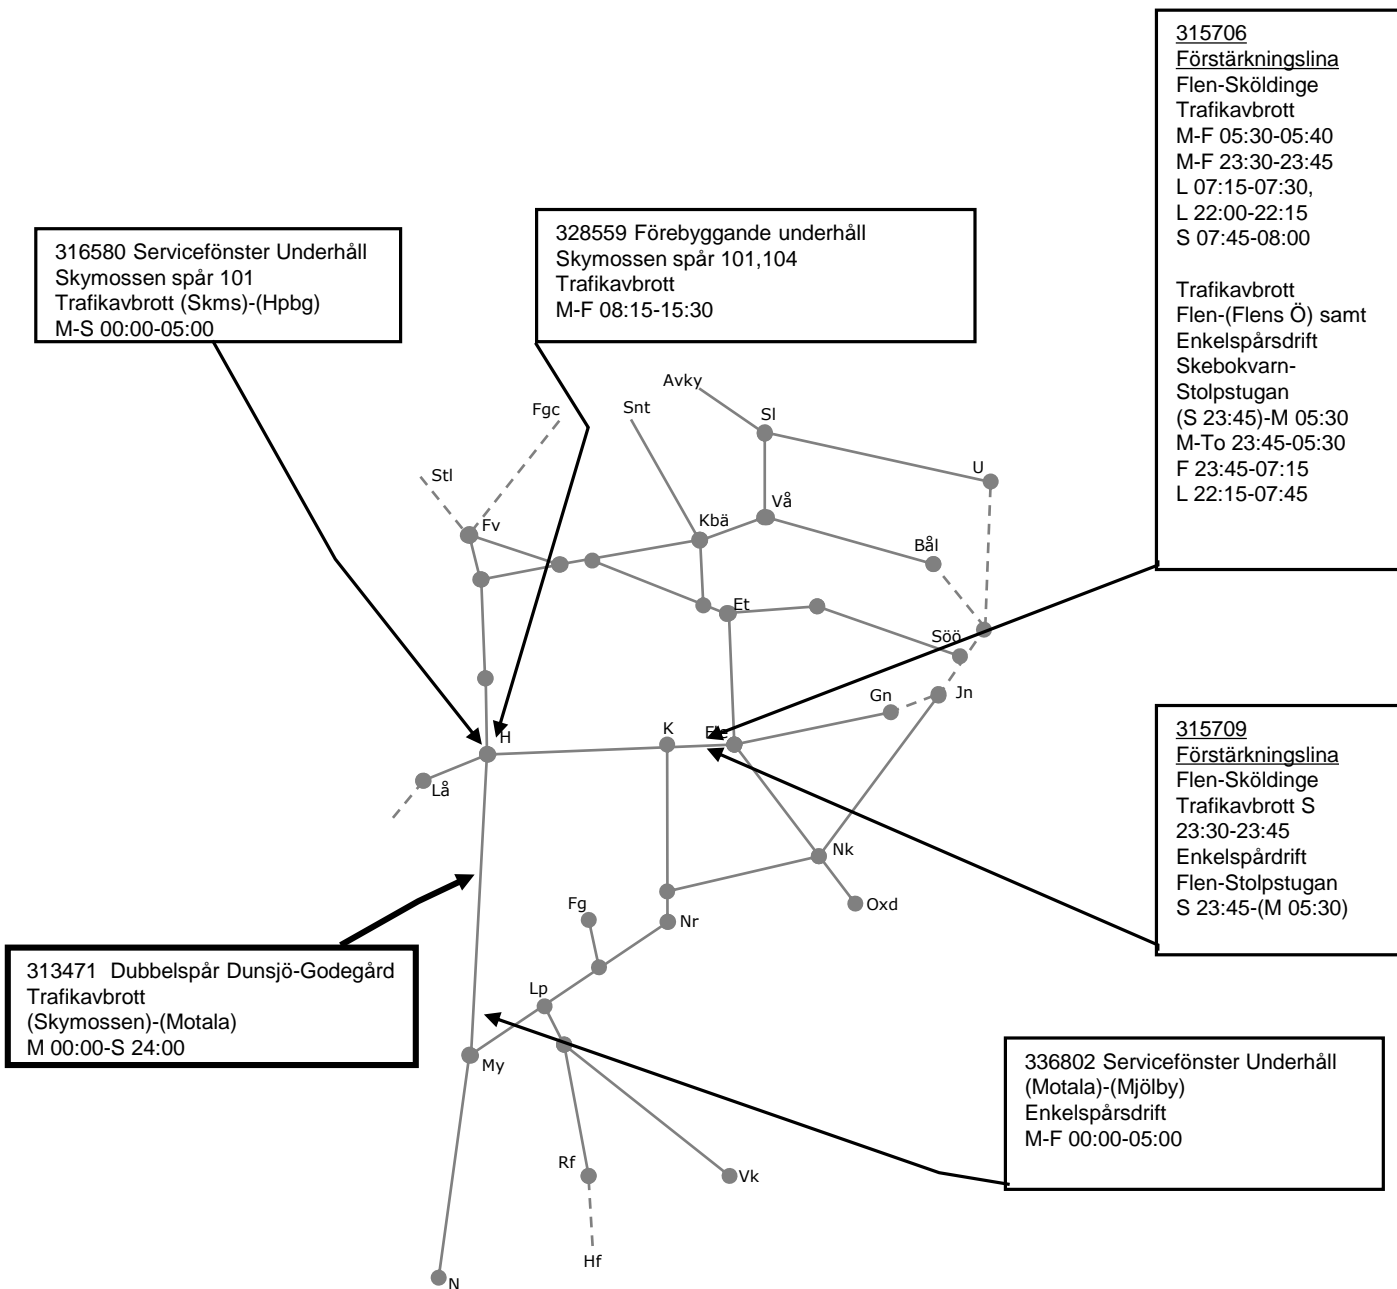 315706
Förstärkningslina
Flen-Sköldinge
Trafikavbrott
M-F 05:30-05:40
M-F 23:30-23:45
L 07:15-07:30,
L 22:00-22:15
S 07:45-08:00
Trafikavbrott
Flen-(Flens Ö) samt
Enkelspårsdrift
Skebokvarn-
Stolpstugan
(S 23:45)-M 05:30
M-To 23:45-05:30
F 23:45-07:15
L 22:15-07:45
316580 Servicefönster Underhåll
Skymossen spår 101
Trafikavbrott (Skms)-(Hpbg)
M-S 00:00-05:00
328559 Förebyggande underhåll
Skymossen spår 101,104
Trafikavbrott
M-F 08:15-15:30
Avky
Fgc
Snt
Sl
Stl
U
Vå
Kbä
Fv
Bål
Et
Söö
Gn
Jn
K
H
Fle
Lå
Nk
Fg
Oxd
Nr
Lp
My
Rf
Vk
Hf
N
315709
Förstärkningslina
Flen-Sköldinge
Trafikavbrott S
23:30-23:45
Enkelspårdrift
Flen-Stolpstugan
S 23:45-(M 05:30)
313471  Dubbelspår Dunsjö-Godegård
Trafikavbrott
(Skymossen)-(Motala)
M 00:00-S 24:00
336802 Servicefönster Underhåll
(Motala)-(Mjölby)
Enkelspårsdrift
M-F 00:00-05:00